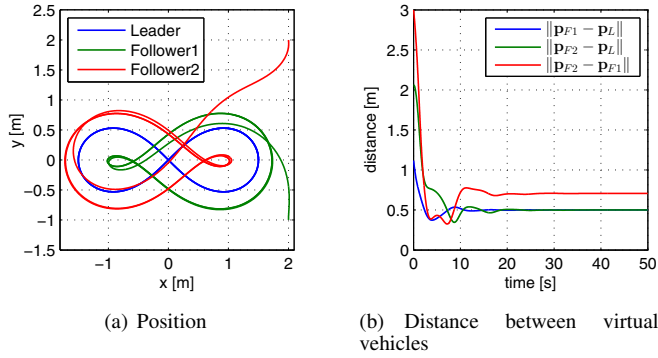 2.5
2
1.5
1
0.5
0
−0.5
−1
−1.5
y [m]
−1
0
1
2
x [m]
Leader
Follower1
Follower2
(a) Position
3
2.5
2
1.5
1
0.5
0
distance [m]
0
10
20
30
40
50
time [s]
‖p_{F1} − p_L‖
‖p_{F2} − p_L‖
‖p_{F2} − p_{F1}‖
(b) Distance between virtual
vehicles